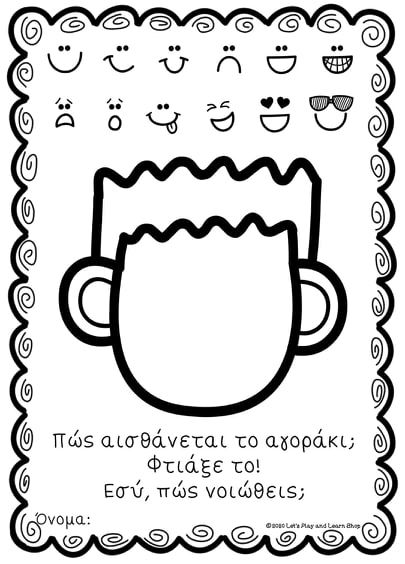 Πώς αισθάνεται το αγοράκι;
Φτιάξε το!
Εσύ, πώς νοιώθεις;
Όνομα:
©2020 Let's Play and Learn Shop